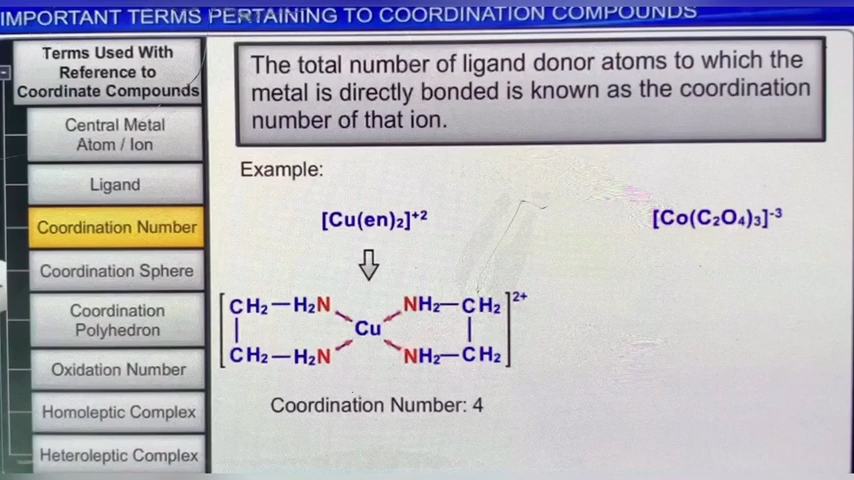 IMPORTANT TERMS PERTAINING TO COORDINATION COMPOUNDS
Terms Used With
Reference to
Coordinate Compounds
Central Metal
Atom / Ion
Ligand
Coordination Number
Coordination Sphere
Coordination
Polyhedron
Oxidation Number
Homoleptic Complex
Heteroleptic Complex
The total number of ligand donor atoms to which the
metal is directly bonded is known as the coordination
number of that ion.
Example:
[Cu(en)₂]⁺² [Co(C₂O₄)₃]⁻³
CH₂—H₂N NH₂—CH₂ 2+
Cu
CH₂—H₂N NH₂—CH₂
Coordination Number: 4